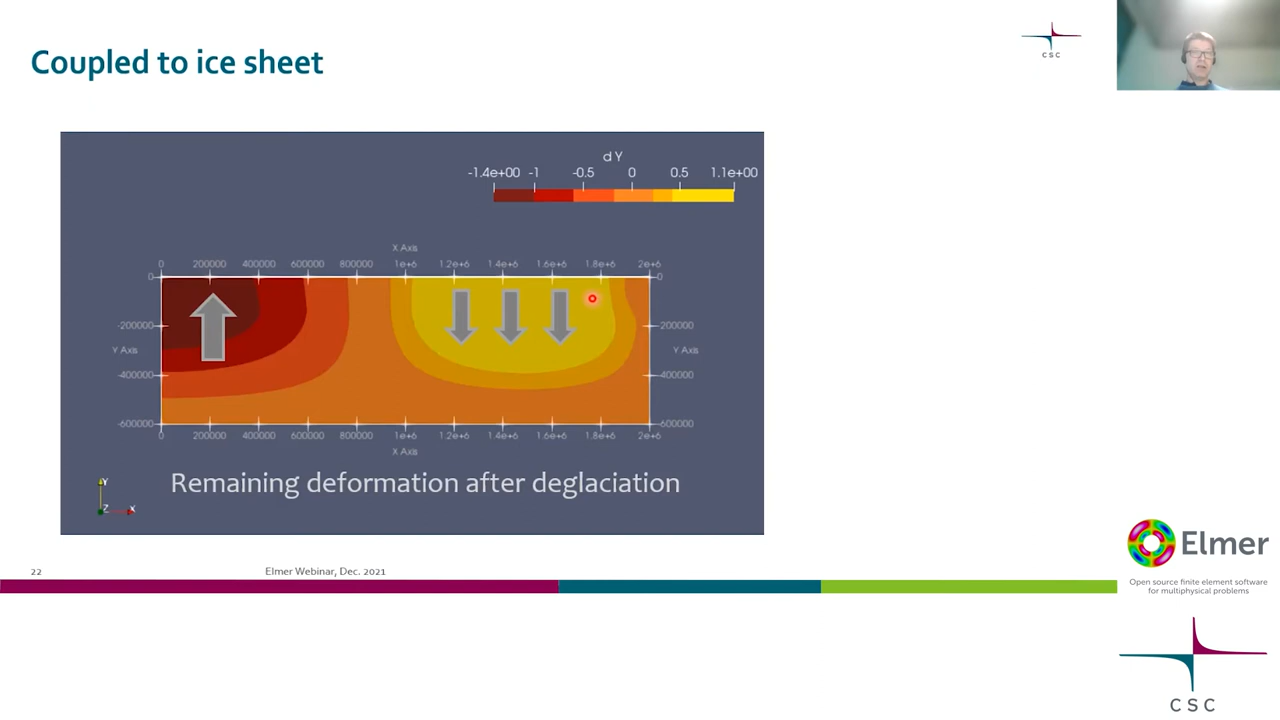 Coupled to ice sheet
CSC
d Y
-1.4e+00 -1 -0.5 0 0.5 1.1e+00
X Axis
0 200000 400000 600000 800000 1e+6 1.2e+6 1.4e+6 1.6e+6 1.8e+6 2e+6
0 0
-200000 -200000
Y Axis Y Axis
-400000 -400000
-600000 -600000
0 200000 400000 600000 800000 1e+6 1.2e+6 1.4e+6 1.6e+6 1.8e+6 2e+6
X Axis
Remaining deformation after deglaciation
Y
Z X
Elmer
22 Elmer Webinar, Dec. 2021
Open source finite element software
for multiphysical problems
CSC